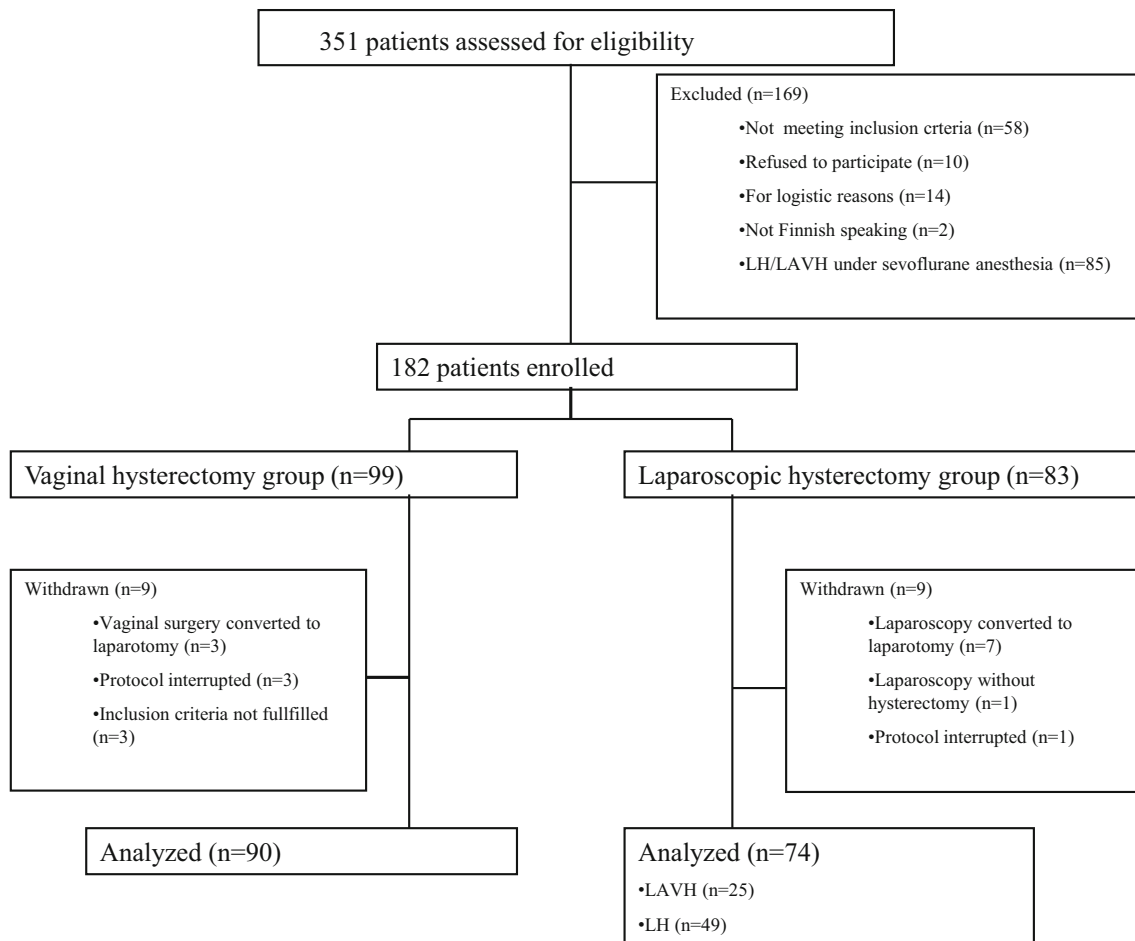 351 patients assessed for eligibility
Excluded (n=169)
•Not meeting inclusion crteria (n=58)
•Refused to participate (n=10)
•For logistic reasons (n=14)
•Not Finnish speaking (n=2)
•LH/LAVH under sevoflurane anesthesia (n=85)
182 patients enrolled
Vaginal hysterectomy group (n=99)
Laparoscopic hysterectomy group (n=83)
Withdrawn (n=9)
•Vaginal surgery converted to
laparotomy (n=3)
•Protocol interrupted (n=3)
•Inclusion criteria not fullfilled
(n=3)
Withdrawn (n=9)
•Laparoscopy converted to
laparotomy (n=7)
•Laparoscopy without
hysterectomy (n=1)
•Protocol interrupted (n=1)
Analyzed (n=90)
Analyzed (n=74)
•LAVH (n=25)
•LH (n=49)